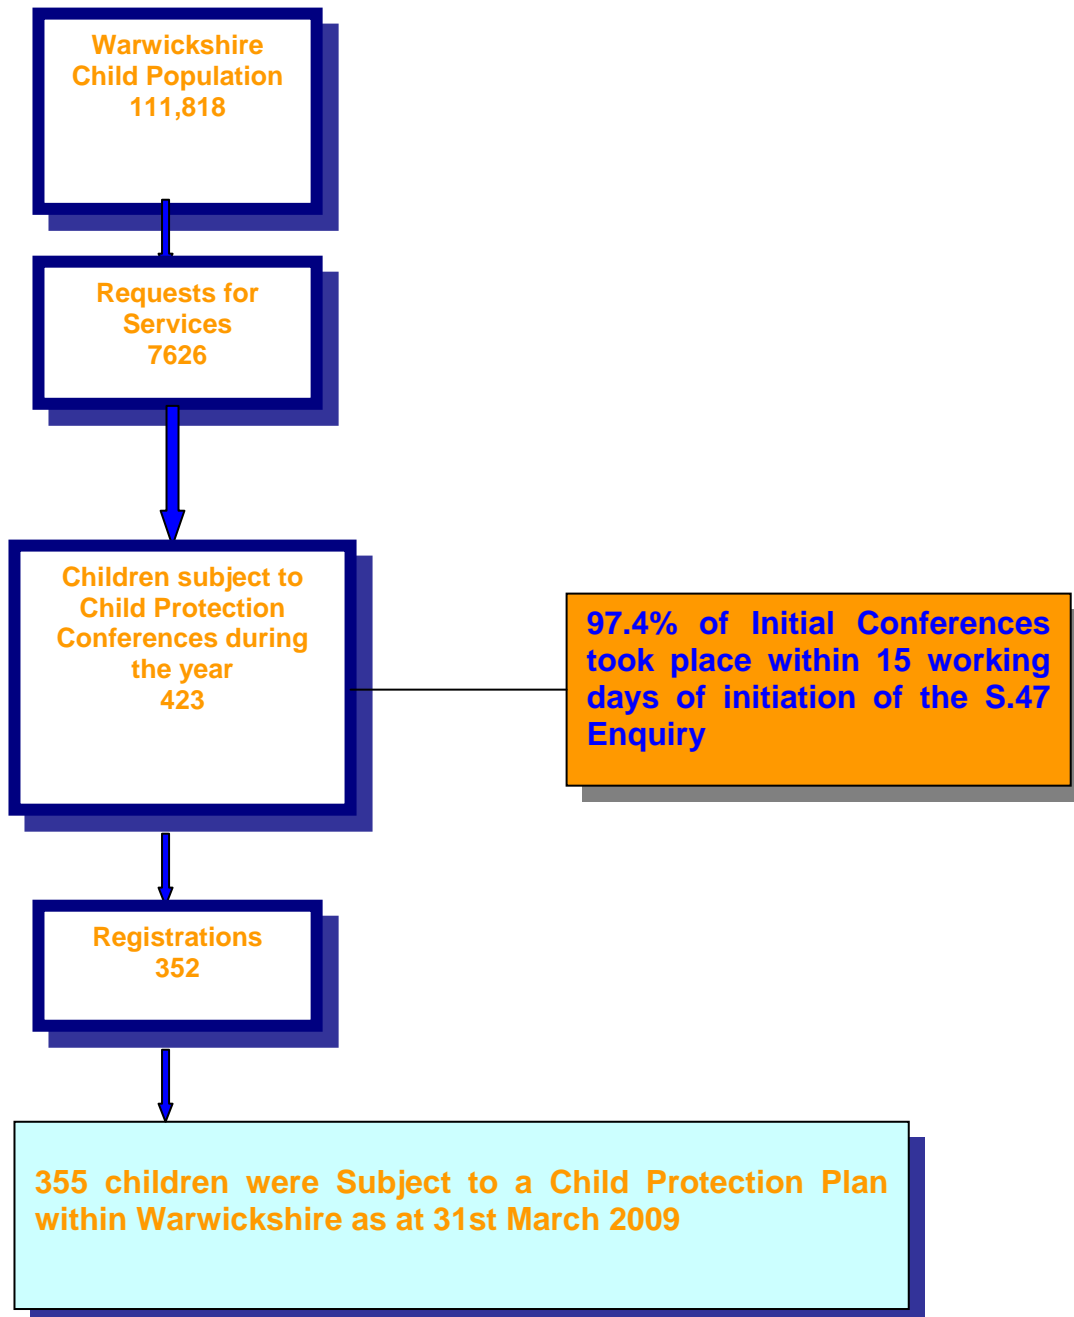 Warwickshire
Child Population
111,818
Requests for
Services
7626
Children subject to
Child Protection
Conferences during
the year
423
97.4% of Initial Conferences
took place within 15 working
days of initiation of the S.47
Enquiry
Registrations
352
355 children were Subject to a Child Protection Plan
within Warwickshire as at 31st March 2009